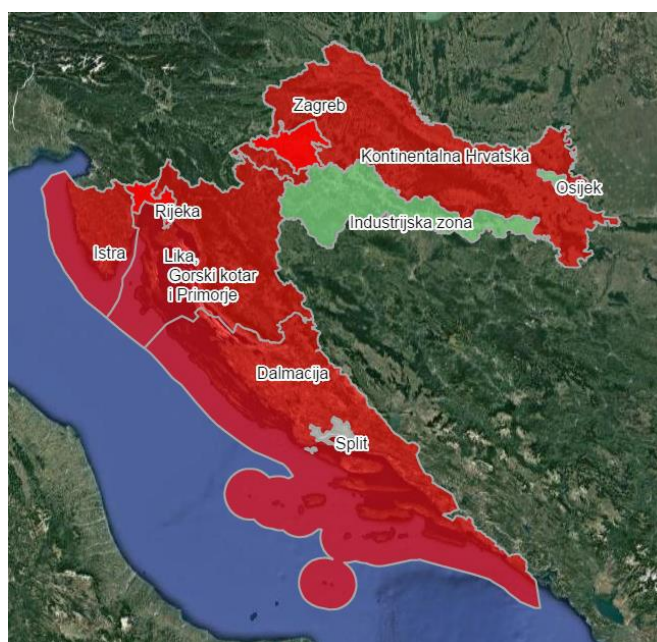 Zagreb
Kontinentalna Hrvatska
Osijek
Rijeka
Industrijska zona
Istra
Lika,
Gorski kotar
i Primorje
Dalmacija
Split